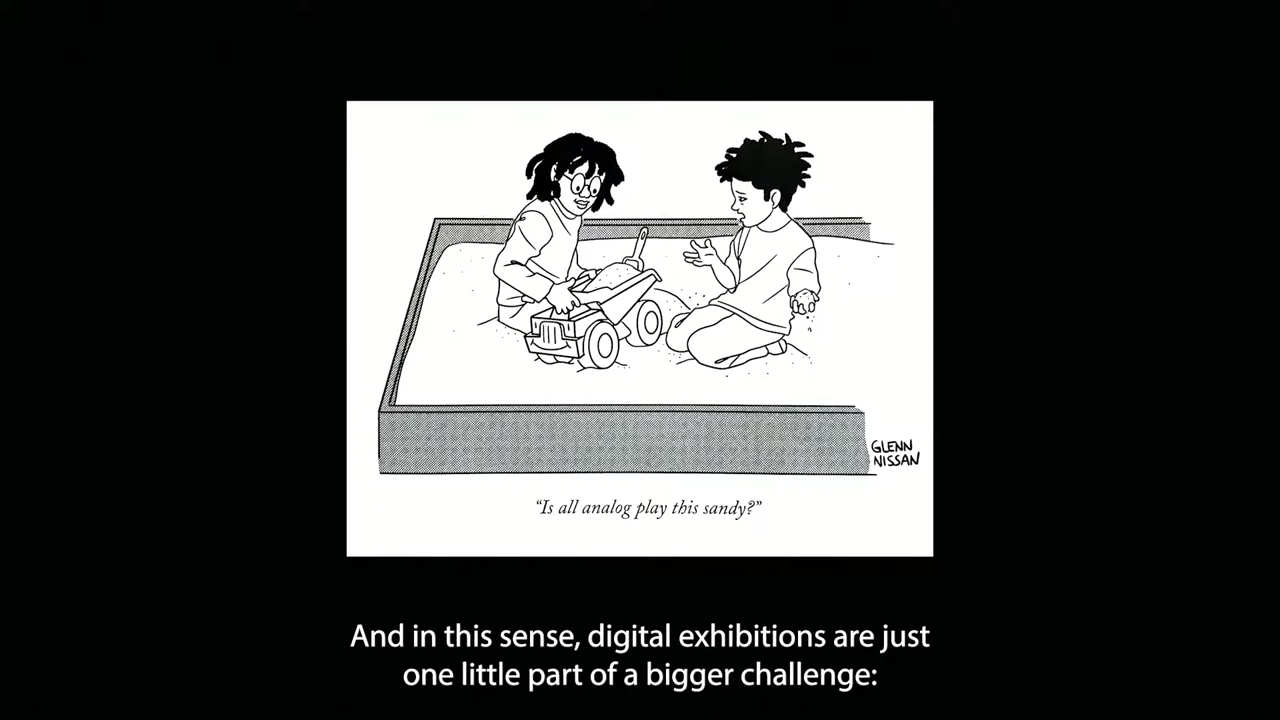 GLENN
NISSAN
“Is all analog play this sandy?”
And in this sense, digital exhibitions are just
one little part of a bigger challenge: